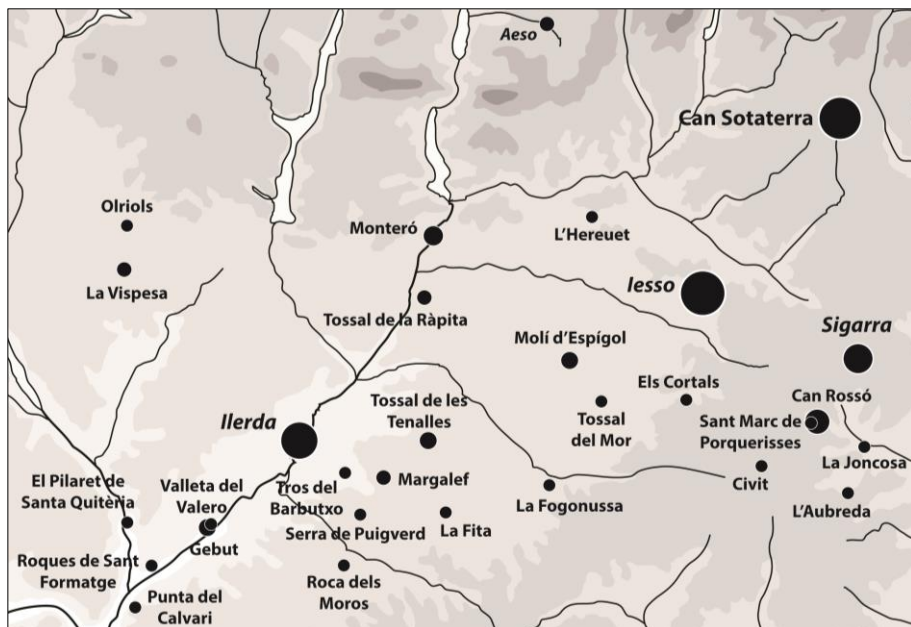 Aeso
Can Sotaterra
Olriols
Monteró
L'Hereuet
La Vispesa
Iesso
Tossal de la Ràpita
Sigarra
Molí d'Espígol
Els Cortals
Can Rossó
Tossal de les
Tenalles
Ilerda
Tossal
del Mor
Sant Marc de
Porquerisses
La Joncosa
El Pilaret de
Santa Quitèria
Valleta del
Valero
Tros del
Barbutxo
Margalef
Civit
La Fogonussa
L'Aubreda
Gebut
Serra de Puigverd
La Fita
Roques de Sant
Formatge
Roca dels
Moros
Punta del
Calvari